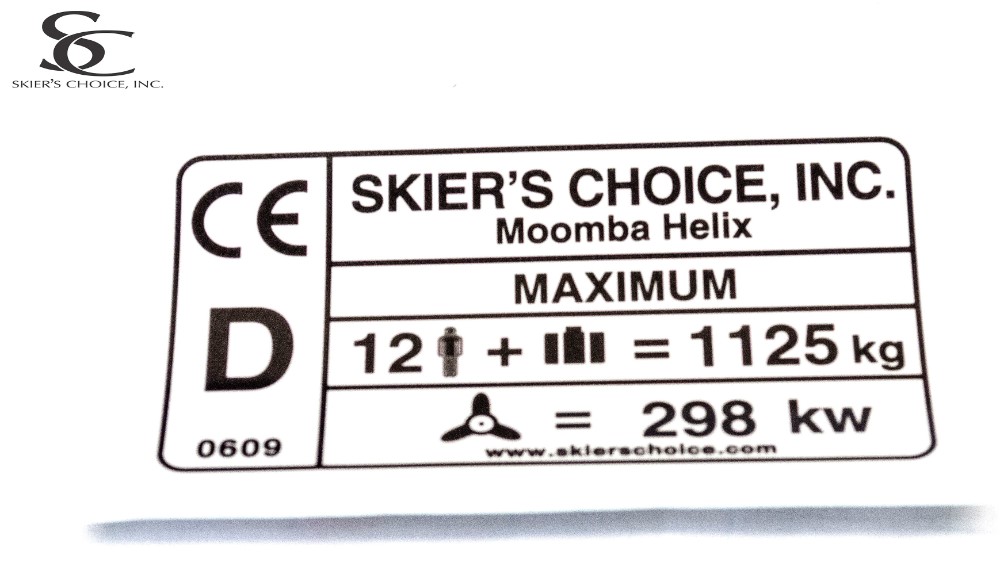 SC
SKIER'S CHOICE, INC.
CE
D
0609
SKIER'S CHOICE, INC.
Moomba Helix
MAXIMUM
12 + = 1125 kg
= 298 kw
www.skierschoice.com